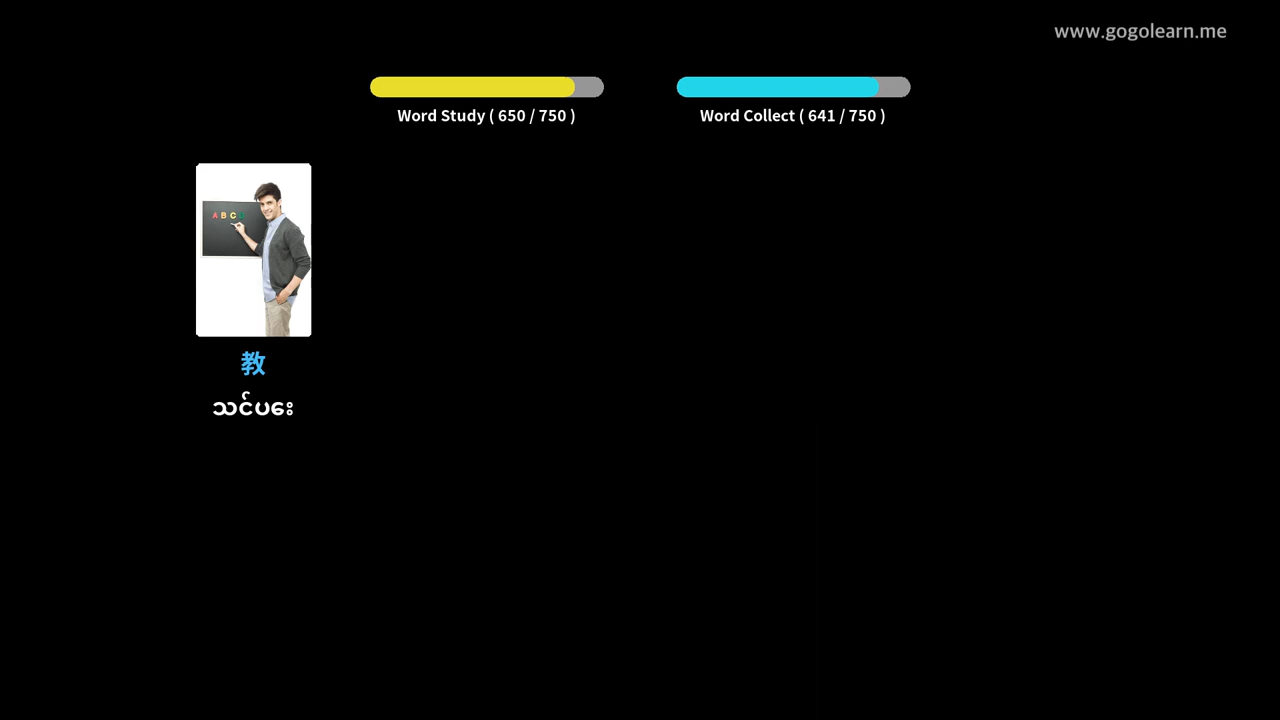 www.gogolearn.me
Word Study ( 650 / 750 )
Word Collect ( 641 / 750 )
A B C D
教
သင်ပေး